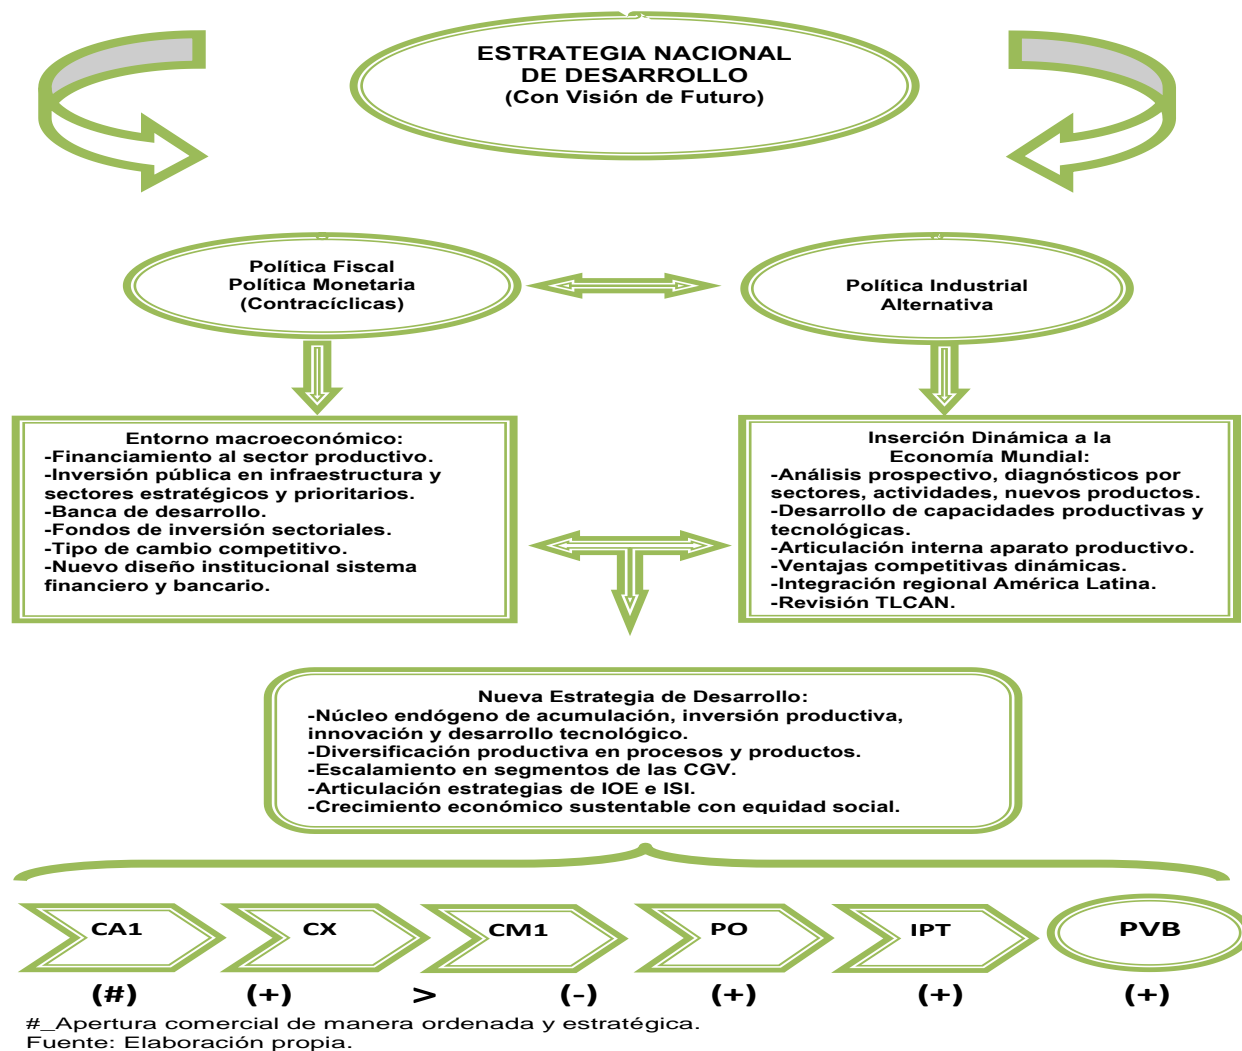 ESTRATEGIA NACIONAL
DE DESARROLLO
(Con Visión de Futuro)
Política Fiscal
Política Monetaria
(Contracíclicas)
Política Industrial
Alternativa
Entorno macroeconómico:
-Financiamiento al sector productivo.
-Inversión pública en infraestructura y
sectores estratégicos y prioritarios.
-Banca de desarrollo.
-Fondos de inversión sectoriales.
-Tipo de cambio competitivo.
-Nuevo diseño institucional sistema
financiero y bancario.
Inserción Dinámica a la
Economía Mundial:
-Análisis prospectivo, diagnósticos por
sectores, actividades, nuevos productos.
-Desarrollo de capacidades productivas y
tecnológicas.
-Articulación interna aparato productivo.
-Ventajas competitivas dinámicas.
-Integración regional América Latina.
-Revisión TLCAN.
Nueva Estrategia de Desarrollo:
-Núcleo endógeno de acumulación, inversión productiva,
innovación y desarrollo tecnológico.
-Diversificación productiva en procesos y productos.
-Escalamiento en segmentos de las CGV.
-Articulación estrategias de IOE e ISI.
-Crecimiento económico sustentable con equidad social.
CA1 CX CM1 PO IPT PVB
(#) (+) > (-) (+) (+) (+)
#_Apertura comercial de manera ordenada y estratégica.
Fuente: Elaboración propia.